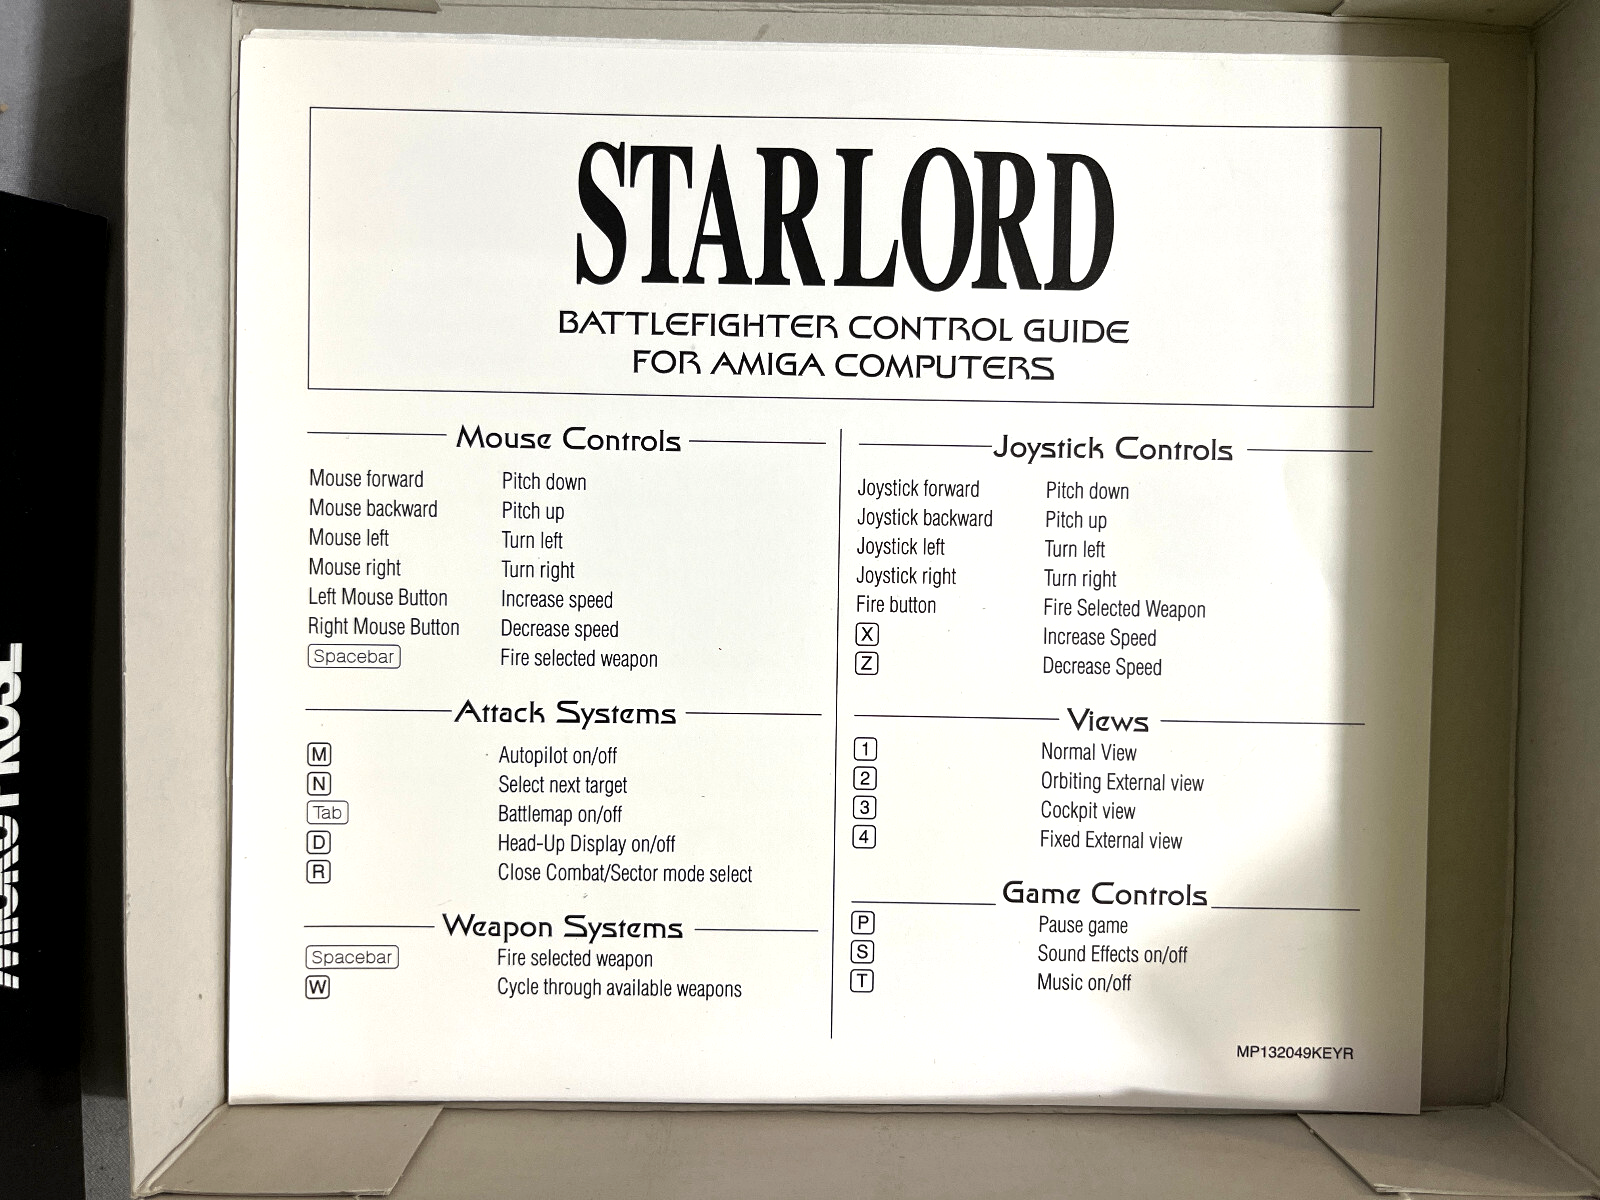 STARLORD
BATTLEFIGHTER CONTROL GUIDE
FOR AMIGA COMPUTERS
Mouse Controls
Mouse forward Pitch down
Mouse backward Pitch up
Mouse left Turn left
Mouse right Turn right
Left Mouse Button Increase speed
Right Mouse Button Decrease speed
Spacebar Fire selected weapon
Attack Systems
M Autopilot on/off
N Select next target
Tab Battlemap on/off
D Head-Up Display on/off
R Close Combat/Sector mode select
Weapon Systems
Spacebar Fire selected weapon
W Cycle through available weapons
Joystick Controls
Joystick forward Pitch down
Joystick backward Pitch up
Joystick left Turn left
Joystick right Turn right
Fire button Fire Selected Weapon
X Increase Speed
Z Decrease Speed
Views
1 Normal View
2 Orbiting External view
3 Cockpit view
4 Fixed External view
Game Controls
P Pause game
S Sound Effects on/off
T Music on/off
MP132049KEYR